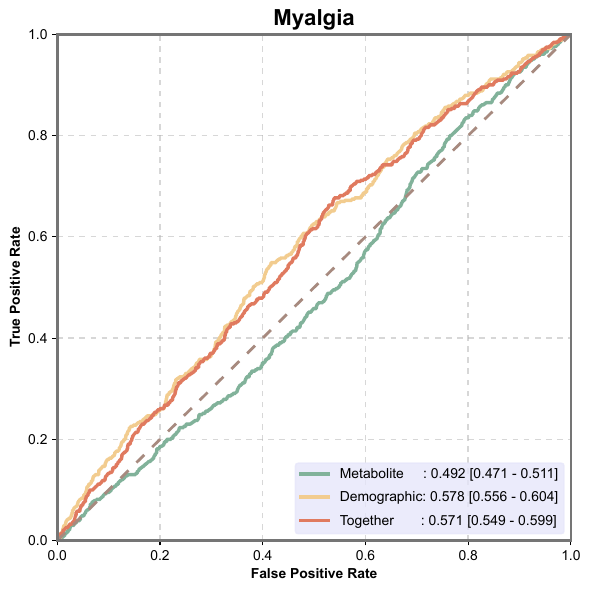 Myalgia
True Positive Rate
1.0
0.8
0.6
0.4
0.2
0.0
Metabolite : 0.492 [0.471 - 0.511]
Demographic: 0.578 [0.556 - 0.604]
Together : 0.571 [0.549 - 0.599]
0.0 0.2 0.4 0.6 0.8 1.0
False Positive Rate